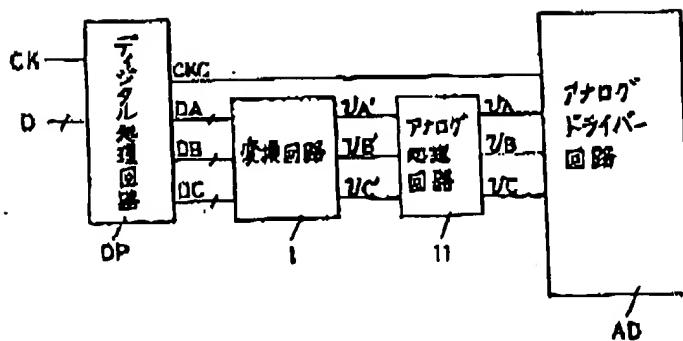 CK
D
ディジタル処理回路
DP
CKC
DA
DB
DC
変換回路
1
VA'
VB'
VC'
アナログ
処理
回路
11
VA
VB
VC
アナログ
ドライバー
回路
AD